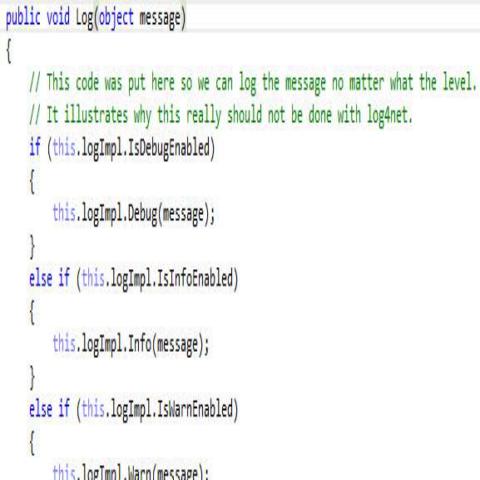 public void Log(object message)
{
// This code was put here so we can log the message no matter what the level.
// It illustrates why this really should not be done with log4net.
if (this.logImpl.IsDebugEnabled)
{
this.logImpl.Debug(message);
}
else if (this.logImpl.IsInfoEnabled)
{
this.logImpl.Info(message);
}
else if (this.logImpl.IsWarnEnabled)
{
this.logImpl.Warn(message);